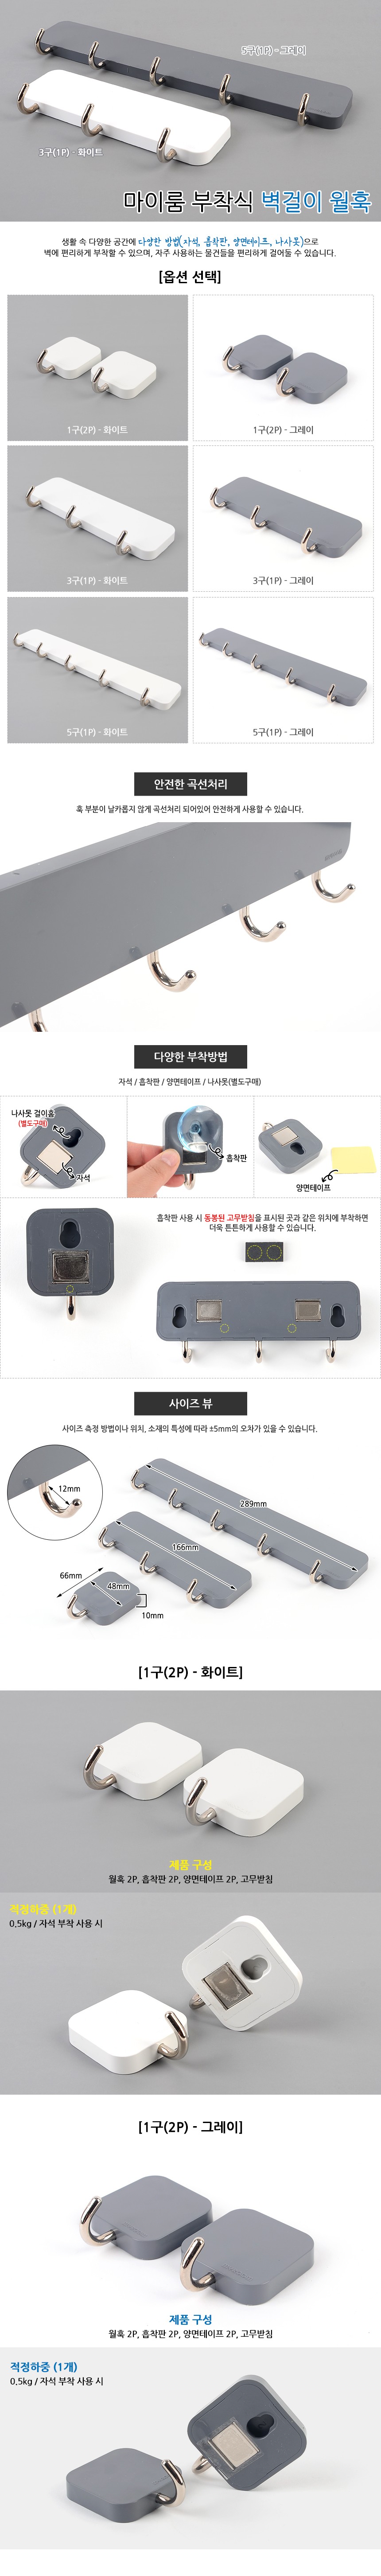 5구(1P) - 그레이
3구(1P) - 화이트
마이룸 부착식 벽걸이 월훅
생활 속 다양한 공간에 다양한 방법(자석, 흡착판, 양면테이프, 나사못)으로
벽에 편리하게 부착할 수 있으며, 자주 사용하는 물건들을 편리하게 걸어둘 수 있습니다.
[옵션 선택]
1구(2P) - 화이트
1구(2P) - 그레이
3구(1P) - 화이트
3구(1P) - 그레이
5구(1P) - 화이트
5구(1P) - 그레이
안전한 곡선처리
훅 부분이 날카롭지 않게 곡선처리 되어있어 안전하게 사용할 수 있습니다.
다양한 부착방법
자석 / 흡착판 / 양면테이프 / 나사못(별도구매)
나사못 걸이홈
(별도구매)
자석
흡착판
양면테이프
흡착판 사용 시 동봉된 고무받침을 표시된 곳과 같은 위치에 부착하면
더욱 튼튼하게 사용할 수 있습니다.
사이즈 뷰
사이즈 측정 방법이나 위치, 소재의 특성에 따라 ±5mm의 오차가 있을 수 있습니다.
12mm
289mm
166mm
66mm
48mm
10mm
[1구(2P) - 화이트]
제품 구성
월훅 2P, 흡착판 2P, 양면테이프 2P, 고무받침
적정하중 (1개)
0.5kg / 자석 부착 사용 시
[1구(2P) - 그레이]
제품 구성
월훅 2P, 흡착판 2P, 양면테이프 2P, 고무받침
적정하중 (1개)
0.5kg / 자석 부착 사용 시